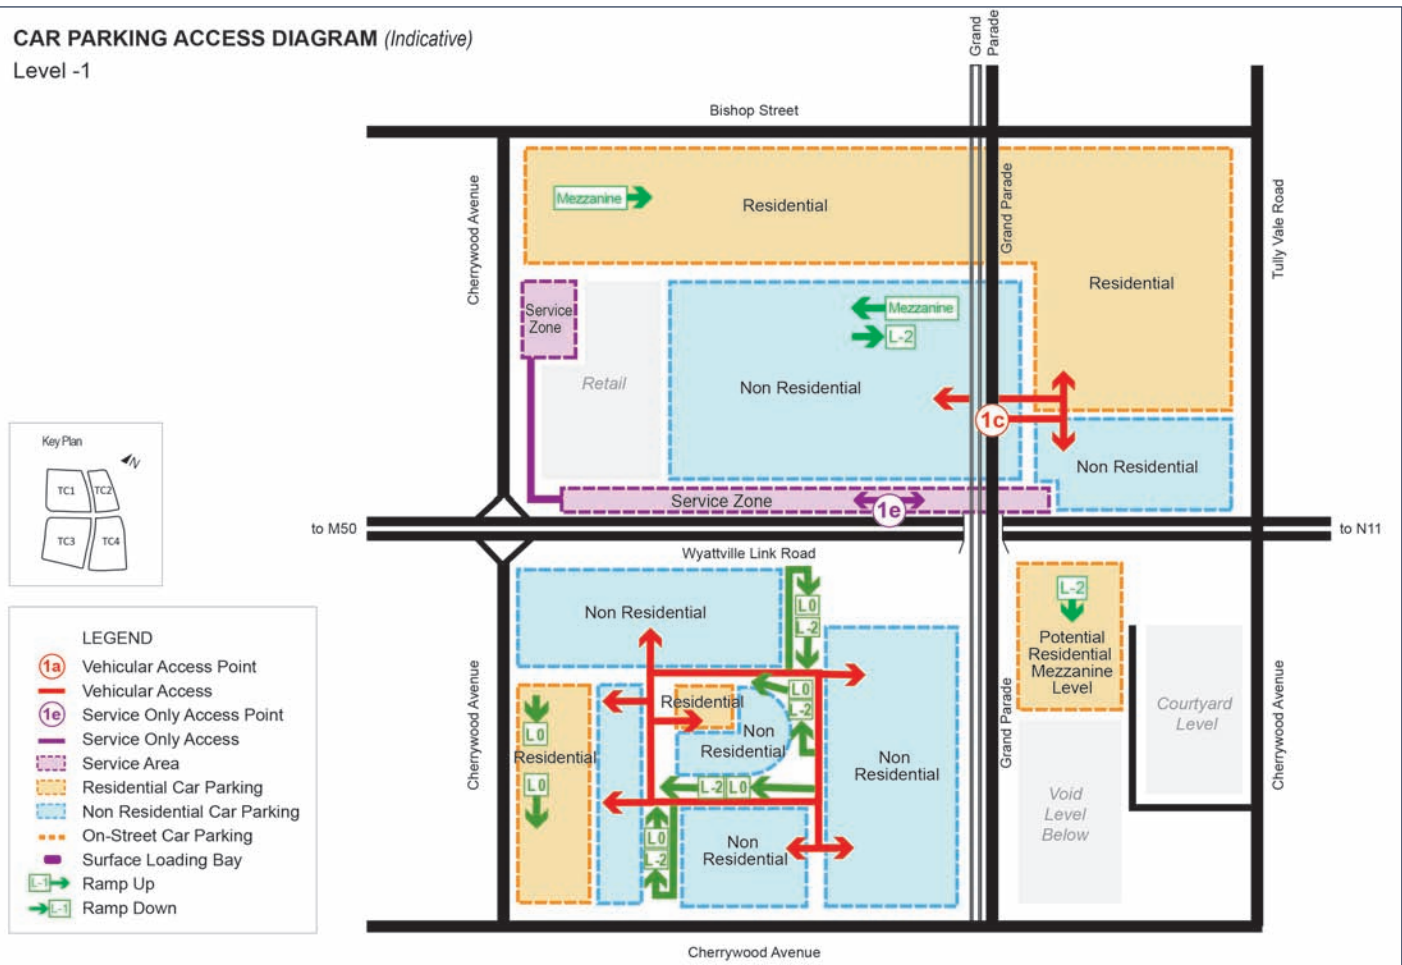 CAR PARKING ACCESS DIAGRAM (Indicative)
Level -1
Grand
Parade
Bishop Street
Cherrywood Avenue
Mezzanine
Residential
Grand Parade
Tully Vale Road
Residential
Service
Zone
Retail
Mezzanine
L-2
Non Residential
1c
Non Residential
Service Zone
1e
to M50
to N11
Wyattville Link Road
Key Plan
N
TC1
TC2
TC3
TC4
Non Residential
L0
L-2
L-2
Potential
Residential
Mezzanine
Level
Cherrywood Avenue
L0
Residential
L0
Residential
L0
L-2
Non
Residential
L-2
L0
Non
Residential
L0
L-2
Non
Residential
Grand Parade
Courtyard
Level
Void
Level
Below
Cherrywood Avenue
Cherrywood Avenue
LEGEND
1a Vehicular Access Point
Vehicular Access
1e Service Only Access Point
Service Only Access
Service Area
Residential Car Parking
Non Residential Car Parking
On-Street Car Parking
Surface Loading Bay
L-1 Ramp Up
L-1 Ramp Down